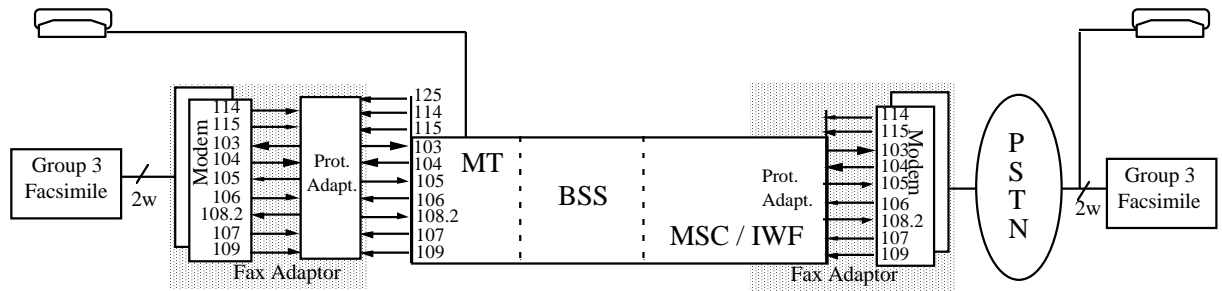 114
115
103
104
105
106
108.2
107
109
Modem
Prot.
Adapt.
125
114
115
103
104
105
106
108.2
107
109
Group 3
Facsimile
2w
Fax Adaptor
MT
BSS
MSC / IWF
Prot.
Adapt.
114
115
103
104
105
106
108.2
107
109
Modem
Fax Adaptor
P
S
T
N
2w
Group 3
Facsimile